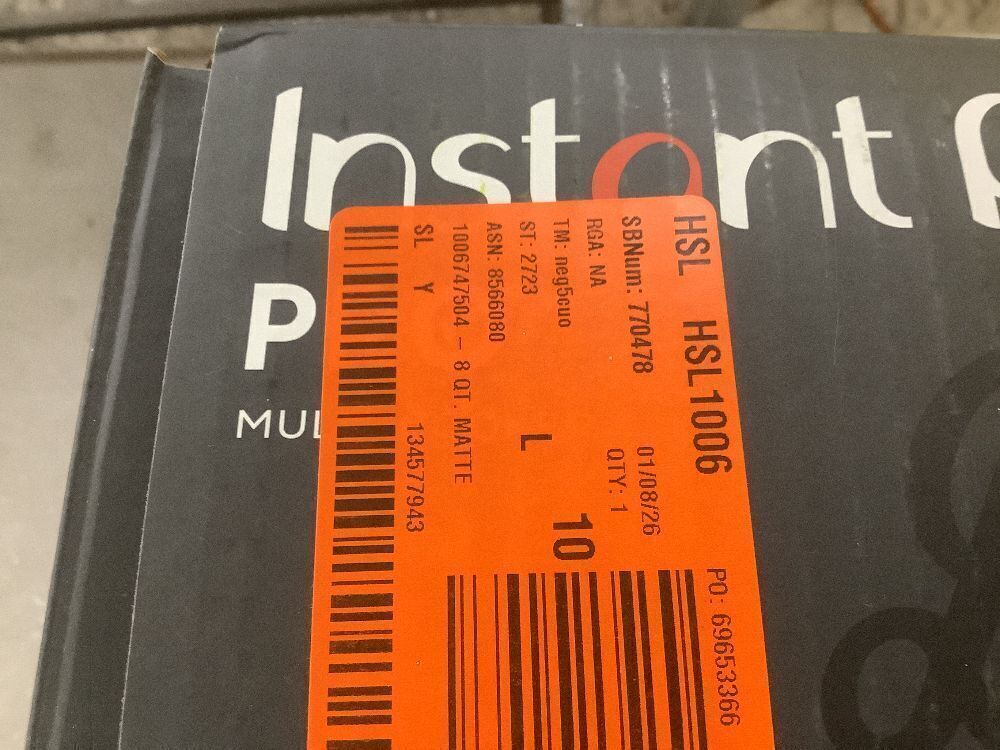 Instant
P
MUL
HSL HSL1006
SBNum: 770478 01/08/26 PO: 69653366
RGA: NA QTY: 1
TM: neg5cuo 10
ST: 2723 L
ASN: 8566080
1006747504 - 8 QT. MATTE
SL Y 134577943